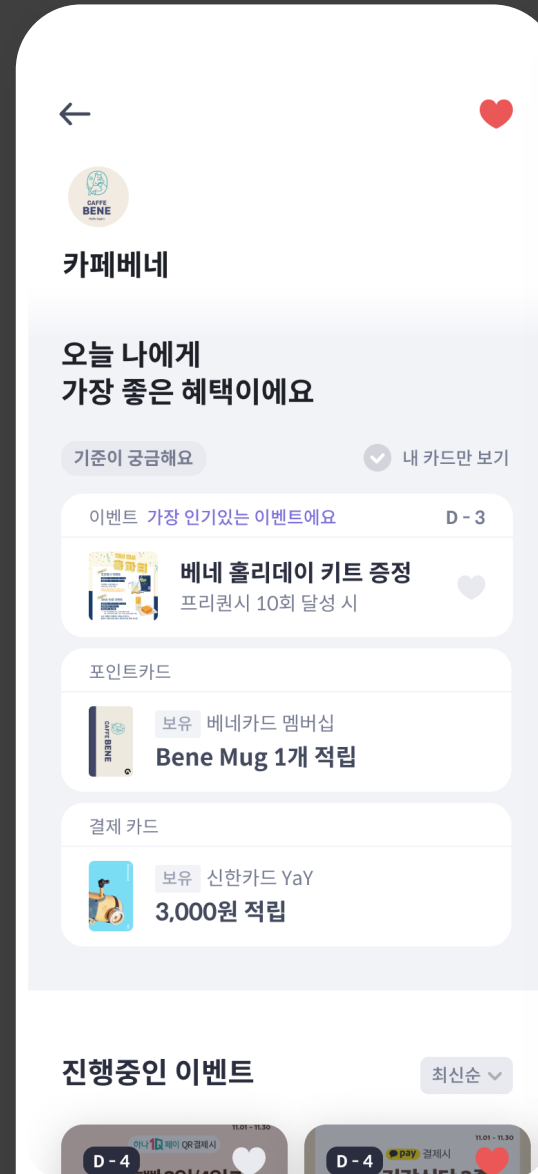 CAFFE
BENE
카페베네
오늘 나에게
가장 좋은 혜택이에요
기준이 궁금해요
내 카드만 보기
이벤트 가장 인기있는 이벤트에요 D - 3
베네 홀리데이 키트 증정
프리퀀시 10회 달성 시
포인트카드
CAFFE
BENE
보유 베네카드 멤버십
Bene Mug 1개 적립
결제 카드
보유 신한카드 YaY
3,000원 적립
진행중인 이벤트
최신순
11.01 - 11.30
하나1Q페이 QR결제시
D - 4
11.01 - 11.30
pay 결제시
D - 4